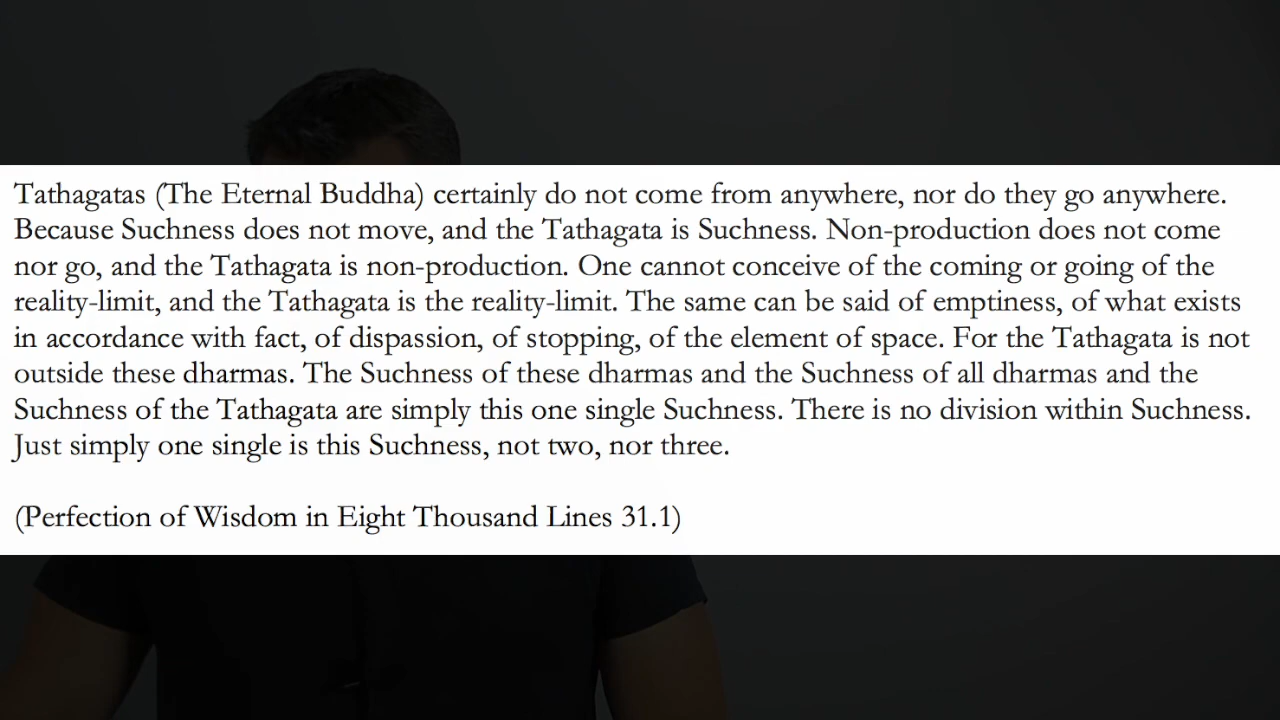 Tathagatas (The Eternal Buddha) certainly do not come from anywhere, nor do they go anywhere.
Because Suchness does not move, and the Tathagata is Suchness. Non-production does not come
nor go, and the Tathagata is non-production. One cannot conceive of the coming or going of the
reality-limit, and the Tathagata is the reality-limit. The same can be said of emptiness, of what exists
in accordance with fact, of dispassion, of stopping, of the element of space. For the Tathagata is not
outside these dharmas. The Suchness of these dharmas and the Suchness of all dharmas and the
Suchness of the Tathagata are simply this one single Suchness. There is no division within Suchness.
Just simply one single is this Suchness, not two, nor three.
(Perfection of Wisdom in Eight Thousand Lines 31.1)